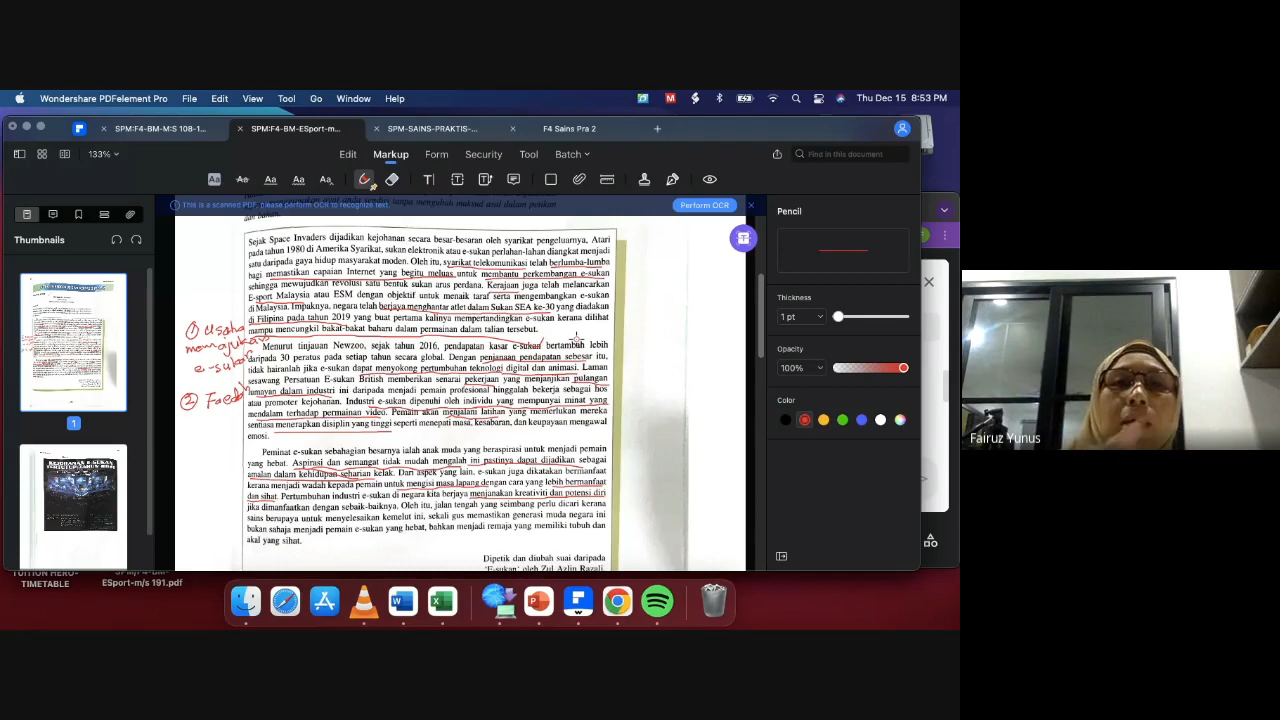 Wondershare PDFelement Pro File Edit View Tool Go Window Help Thu Dec 15 8:53 PM
SPM:F4-BM-M:S 108-1... SPM:F4-BM-ESport-m... SPM-SAINS-PRAKTIS-... F4 Sains Pra 2
133% Edit Markup Form Security Tool Batch Find in this document
This is a scanned PDF, please perform OCR to recognize text. Perform OCR
Thumbnails
1
dan bahan.
Sejak Space Invaders dijadikan kejohanan secara besar-besaran oleh syarikat pengeluarnya, Atari
pada tahun 1980 di Amerika Syarikat, sukan elektronik atau e-sukan perlahan-lahan diangkat menjadi
satu daripada gaya hidup masyarakat moden. Oleh itu, syarikat telekomunikasi telah berlumba-lumba
bagi memastikan capaian Internet yang begitu meluas untuk membantu perkembangan e-sukan
sehingga mewujudkan revolusi satu bentuk sukan arus perdana. Kerajaan juga telah melancarkan
E-sport Malaysia atau ESM dengan objektif untuk menaik taraf serta mengembangkan e-sukan
di Malaysia. Impaknya, negara telah berjaya menghantar atlet dalam Sukan SEA ke-30 yang diadakan
di Filipina pada tahun 2019 yang buat pertama kalinya mempertandingkan e-sukan kerana dilihat
mampu mencungkil bakat-bakat baharu dalam permainan dalam talian tersebut.
① Usaha
memajukan
e-sukan
② Faedah
Menurut tinjauan Newzoo, sejak tahun 2016, pendapatan kasar e-sukan bertambah lebih
daripada 30 peratus pada setiap tahun secara global. Dengan penjanaan pendapatan sebesar itu,
tidak hairanlah jika e-sukan dapat menyokong pertumbuhan teknologi digital dan animasi. Laman
sesawang Persatuan E-sukan British memberikan senarai pekerjaan yang menjanjikan pulangan
lumayan dalam industri ini daripada menjadi pemain profesional hinggalah bekerja sebagai hos
atau promoter kejohanan. Industri e-sukan dipenuhi oleh individu yang mempunyai minat yang
mendalam terhadap permainan video. Pemain akan menjalani latihan yang memerlukan mereka
sentiasa menerapkan disiplin yang tinggi seperti menepati masa, kesabaran, dan keupayaan mengawal
emosi.
Peminat e-sukan sebahagian besarnya ialah anak muda yang beraspirasi untuk menjadi pemain
yang hebat. Aspirasi dan semangat tidak mudah mengalah ini pastinya dapat dijadikan sebagai
amalan dalam kehidupan seharian kelak. Dari aspek yang lain, e-sukan juga dikatakan bermanfaat
kerana menjadi wadah kepada pemain untuk mengisi masa lapang dengan cara yang lebih bermanfaat
dan sihat. Pertumbuhan industri e-sukan di negara kita berjaya menjanakan kreativiti dan potensi diri
jika dimanfaatkan dengan sebaik-baiknya. Oleh itu, jalan tengah yang seimbang perlu dicari kerana
sains berupaya untuk menyelesaikan kemelut ini, sekali gus memastikan generasi muda negara ini
bukan sahaja menjadi pemain e-sukan yang hebat, bahkan menjadi remaja yang memiliki tubuh dan
akal yang sihat.
Dipetik dan diubah suai daripada
'E-sukan' oleh Zul Azlin Razali.
Pencil
Thickness
1 pt
Opacity
100%
Color
TUITION HERO-
TIMETABLE
ESport-m/s 191.pdf
Fairuz Yunus